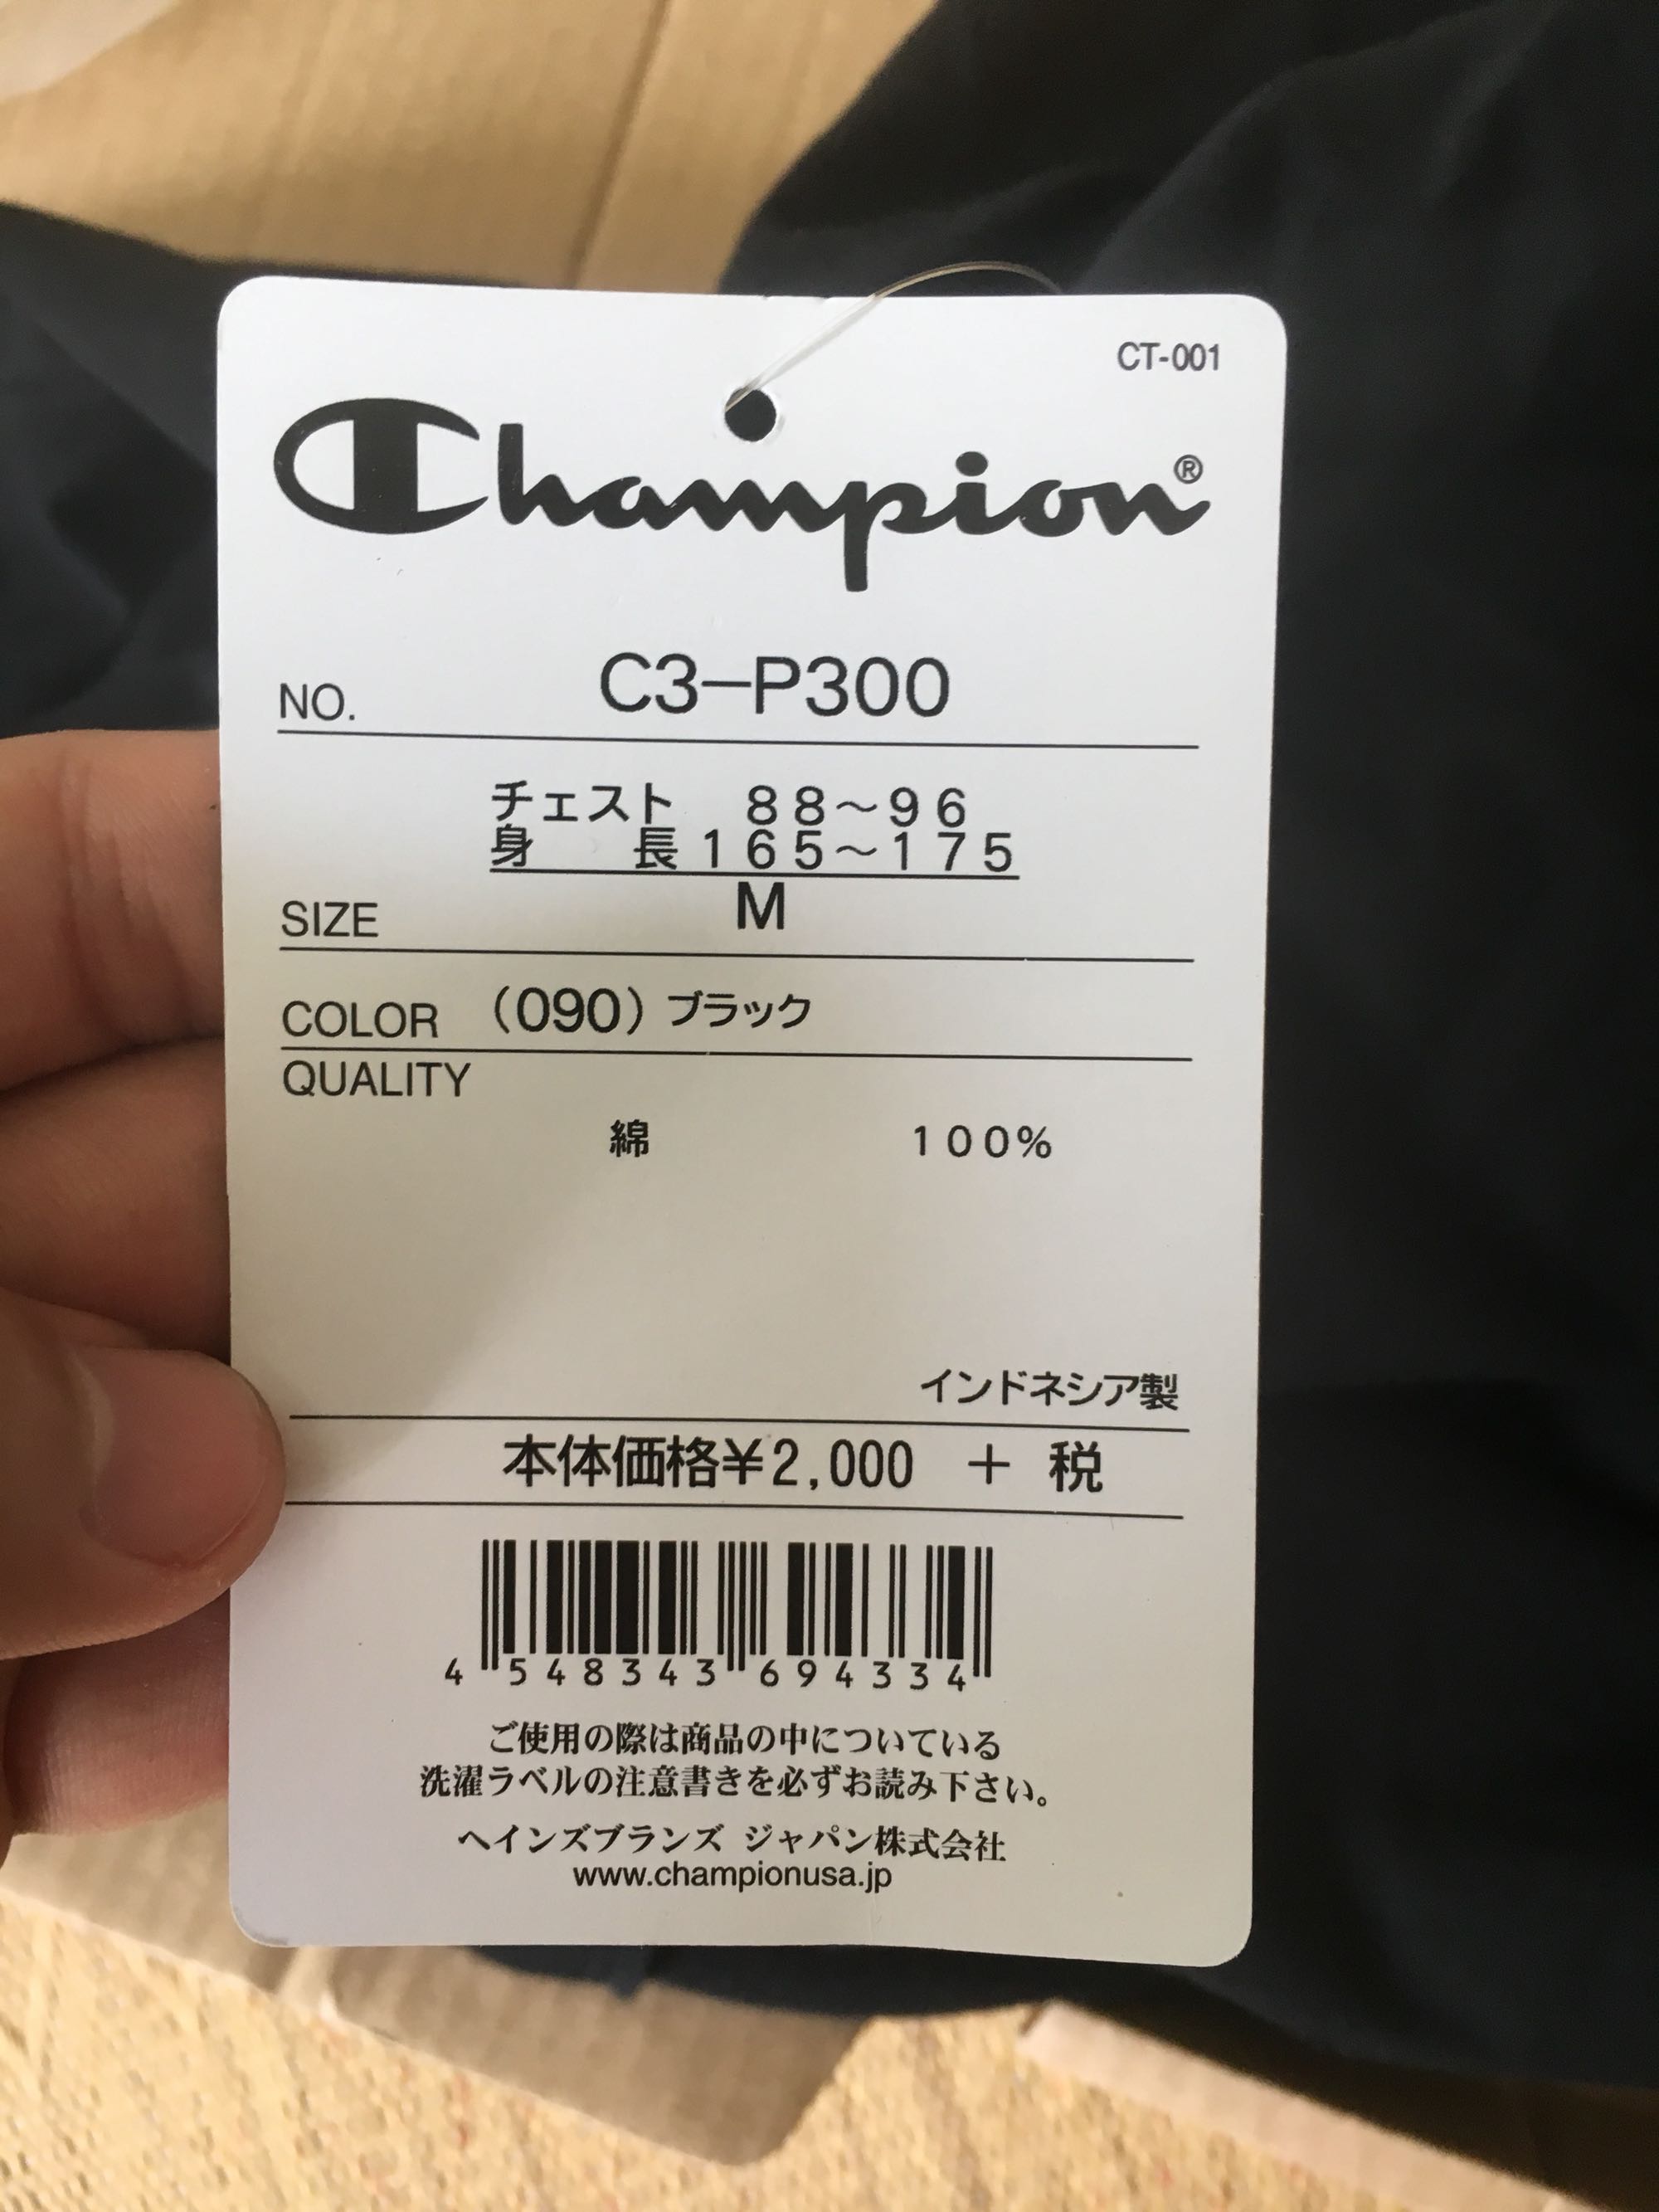 CT-001
Champion®
NO. C3-P300
チェスト 88〜96
身長165〜175
SIZE M
COLOR (090) ブラック
QUALITY
綿 100%
インドネシア製
本体価格¥2,000 + 税
4 548343 694334
ご使用の際は商品の中についている
洗濯ラベルの注意書きを必ずお読み下さい。
ヘインズブランズ ジャパン株式会社
www.championusa.jp